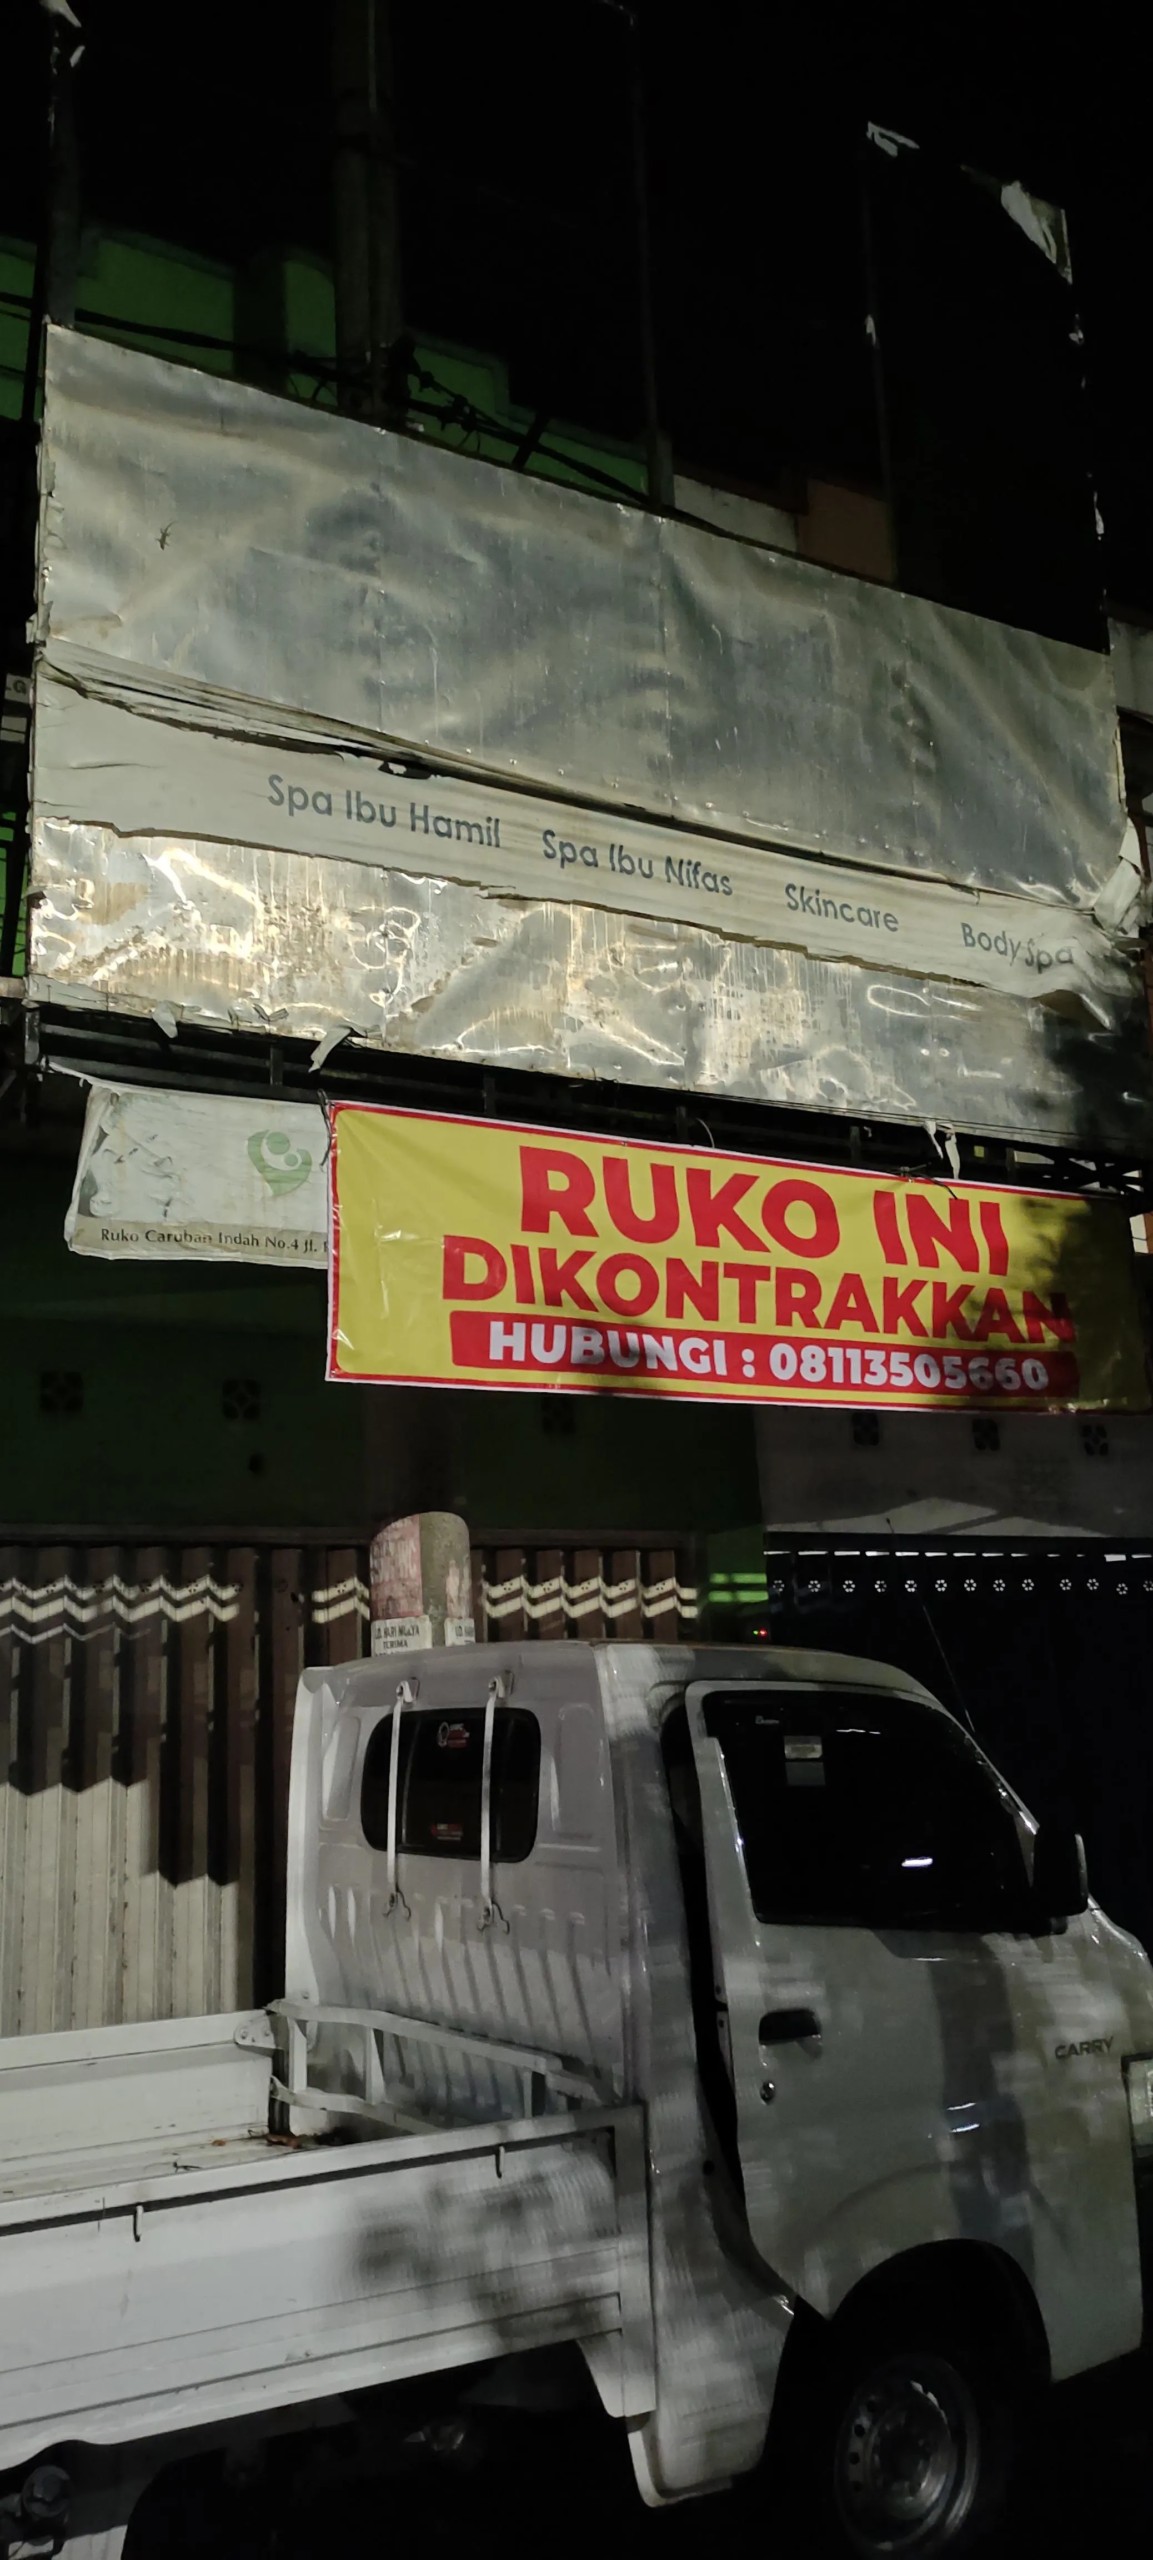 Spa Ibu Hamil Spa Ibu Nifas Skincare Body Spa
Ruko Caruban Indah No.4 Jl.
RUKO INI
DIKONTRAKKAN
HUBUNGI : 08113505660
TERIMA
CARRY